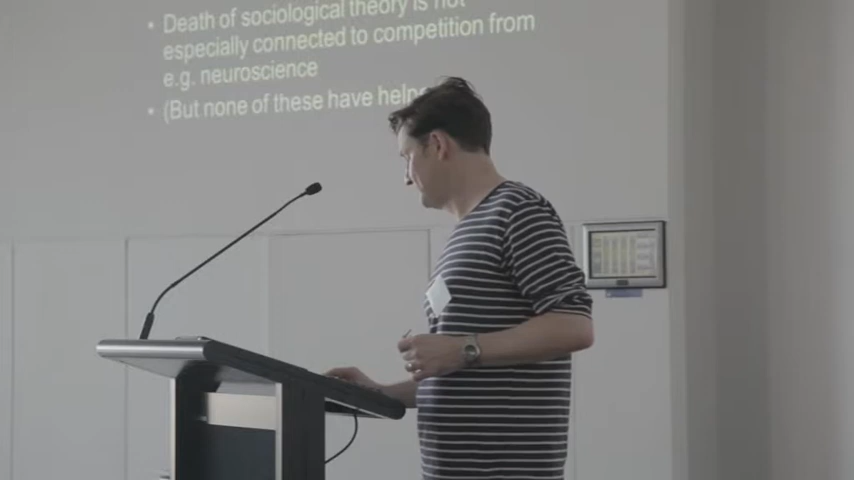 • Death of sociological theory is not
especially connected to competition from
e.g. neuroscience
• (But none of these have